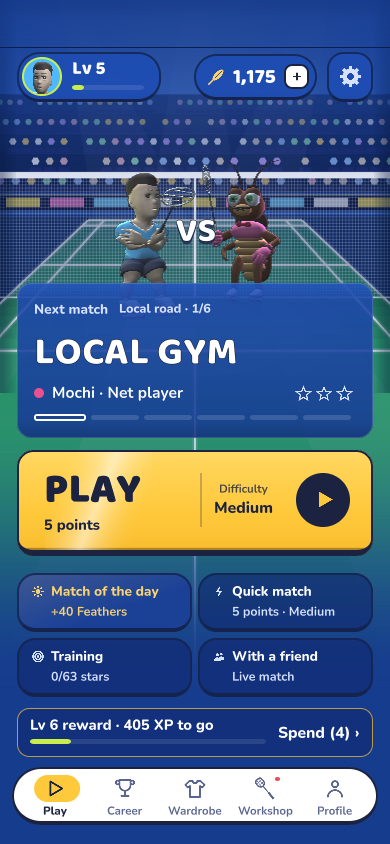 Lv 5
1,175 +
VS
Next match Local road · 1/6
LOCAL GYM
Mochi · Net player
PLAY
5 points
Difficulty
Medium
Match of the day
+40 Feathers
Quick match
5 points · Medium
Training
0/63 stars
With a friend
Live match
Lv 6 reward · 405 XP to go
Spend (4) ›
Play
Career
Wardrobe
Workshop
Profile